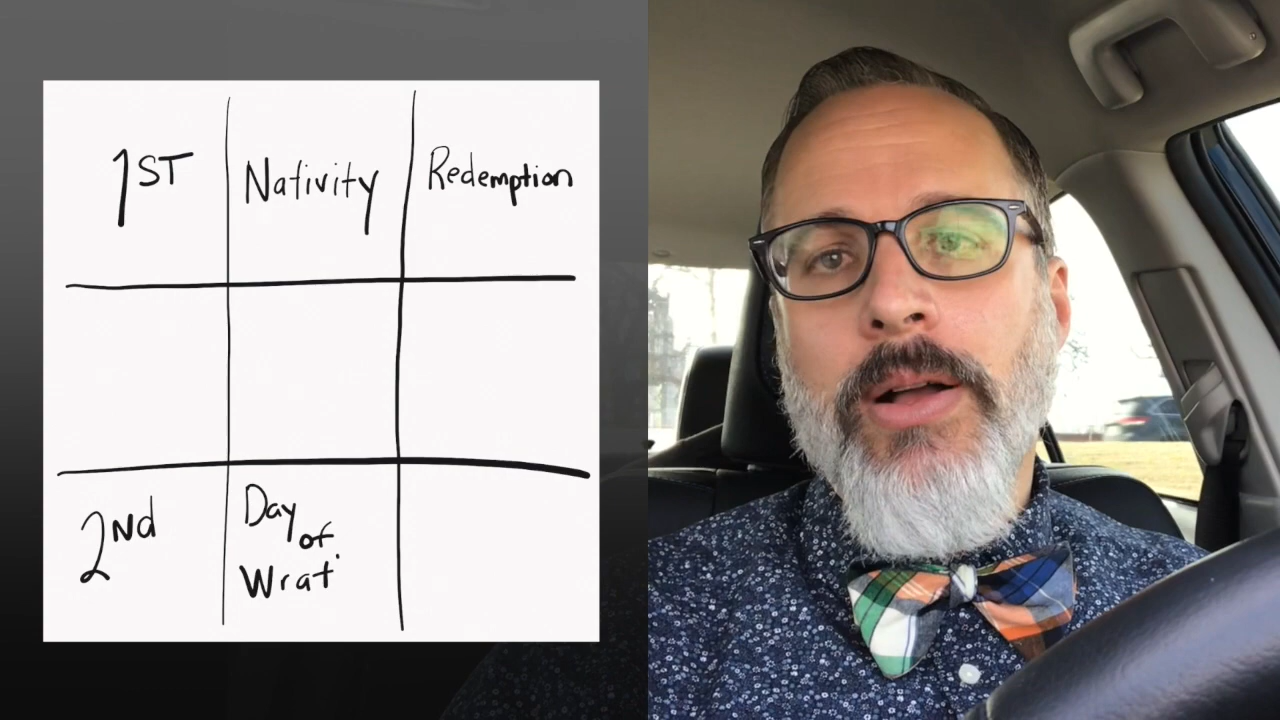 1ST
Nativity
Redemption
2Nd
Day
of
Wrat